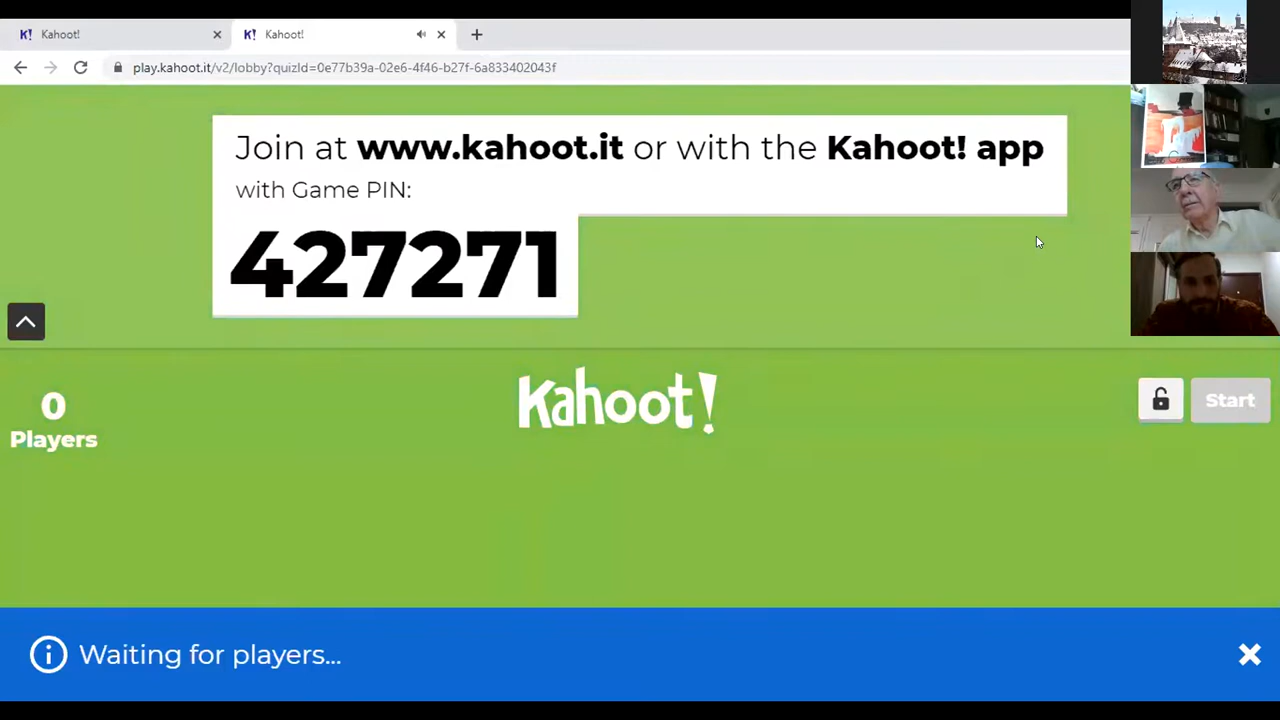 K! Kahoot!
K! Kahoot!
play.kahoot.it/v2/lobby?quizId=0e77b39a-02e6-4f46-b27f-6a833402043f
Join at www.kahoot.it or with the Kahoot! app
with Game PIN:
427271
0
Players
Kahoot!
Start
Waiting for players...